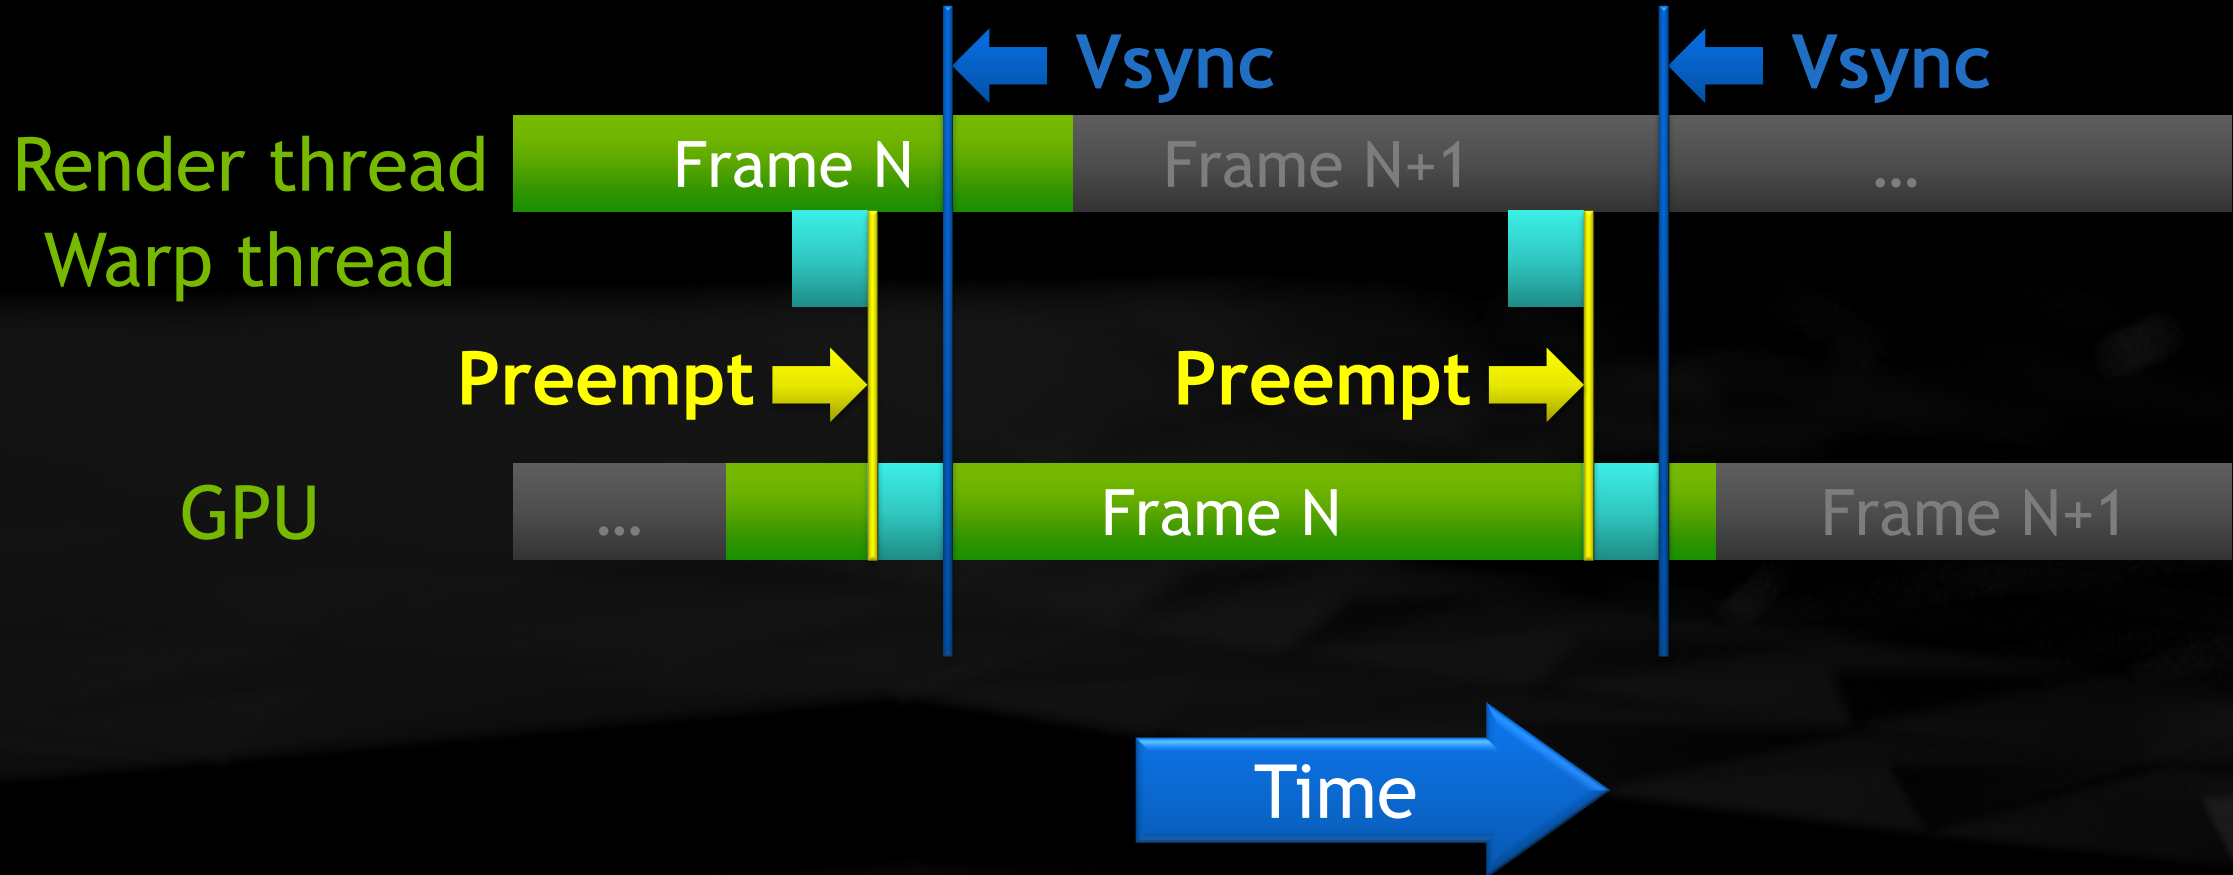 Vsync
Vsync
Render thread
Frame N
Frame N+1
...
Warp thread
Preempt
Preempt
GPU
...
Frame N
Frame N+1
Time